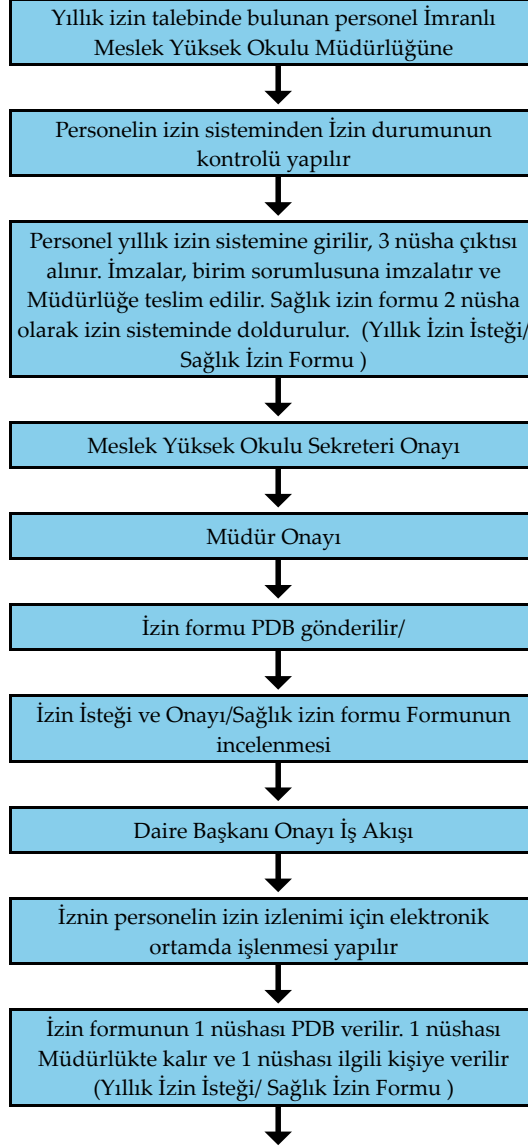 Yıllık izin talebinde bulunan personel İmranlı
Meslek Yüksek Okulu Müdürlüğüne
Personelin izin sisteminden İzin durumunun
kontrolü yapılır
Personel yıllık izin sistemine girilir, 3 nüsha çıktısı
alınır. İmzalar, birim sorumlusuna imzalatır ve
Müdürlüğe teslim edilir. Sağlık izin formu 2 nüsha
olarak izin sisteminde doldurulur. (Yıllık İzin İsteği/
Sağlık İzin Formu )
Meslek Yüksek Okulu Sekreteri Onayı
Müdür Onayı
İzin formu PDB gönderilir/
İzin İsteği ve Onayı/Sağlık izin formu Formunun
incelenmesi
Daire Başkanı Onayı İş Akışı
İznin personelin izin izlenimi için elektronik
ortamda işlenmesi yapılır
İzin formunun 1 nüshası PDB verilir. 1 nüshası
Müdürlükte kalır ve 1 nüshası ilgili kişiye verilir
(Yıllık İzin İsteği/ Sağlık İzin Formu )